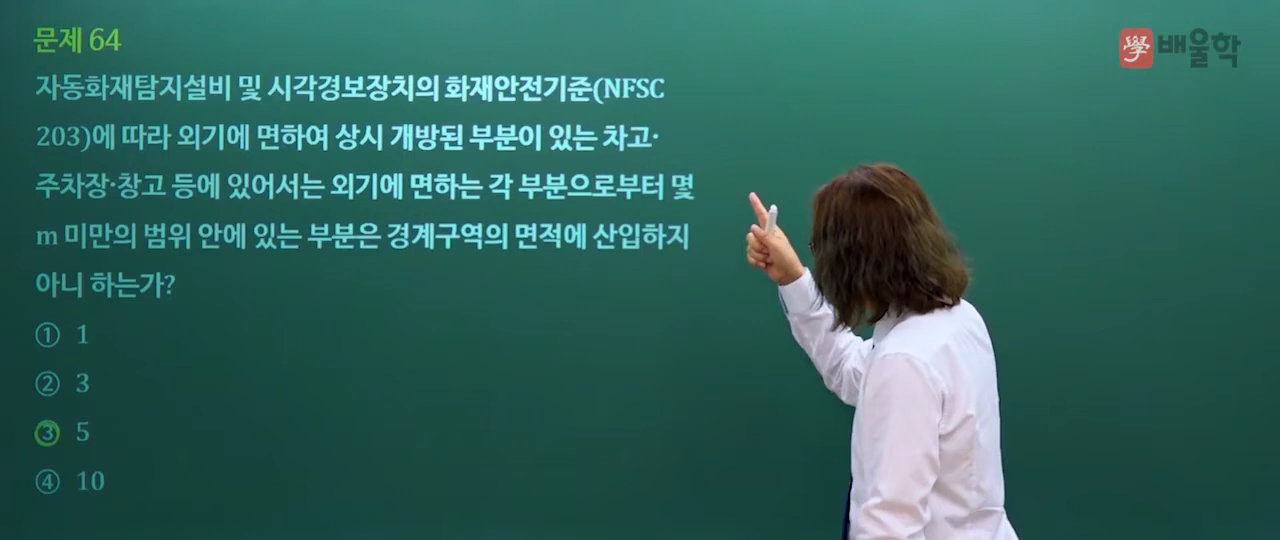 문제 64
學 배울학
자동화재탐지설비 및 시각경보장치의 화재안전기준(NFSC
203)에 따라 외기에 면하여 상시 개방된 부분이 있는 차고·
주차장·창고 등에 있어서는 외기에 면하는 각 부분으로부터 몇
m 미만의 범위 안에 있는 부분은 경계구역의 면적에 산입하지
아니 하는가?
① 1
② 3
③ 5
④ 10